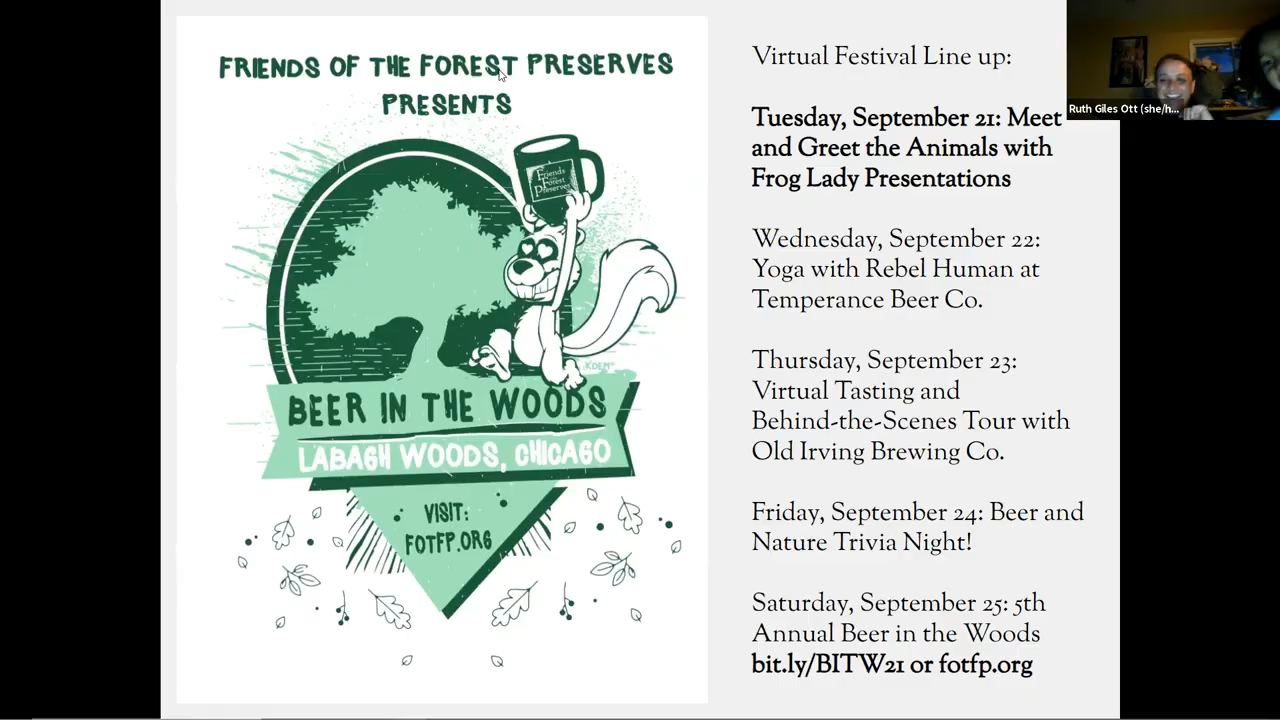 FRIENDS OF THE FOREST PRESERVES
PRESENTS
Friends
of the
Forest
Preserves
KDEM
BEER IN THE WOODS
LABAGH WOODS, CHICAGO
VISIT:
FOTFP.ORG
Virtual Festival Line up:
Tuesday, September 21: Meet
and Greet the Animals with
Frog Lady Presentations
Wednesday, September 22:
Yoga with Rebel Human at
Temperance Beer Co.
Thursday, September 23:
Virtual Tasting and
Behind-the-Scenes Tour with
Old Irving Brewing Co.
Friday, September 24: Beer and
Nature Trivia Night!
Saturday, September 25: 5th
Annual Beer in the Woods
bit.ly/BITW21 or fotfp.org
Ruth Giles Ott (she/h...